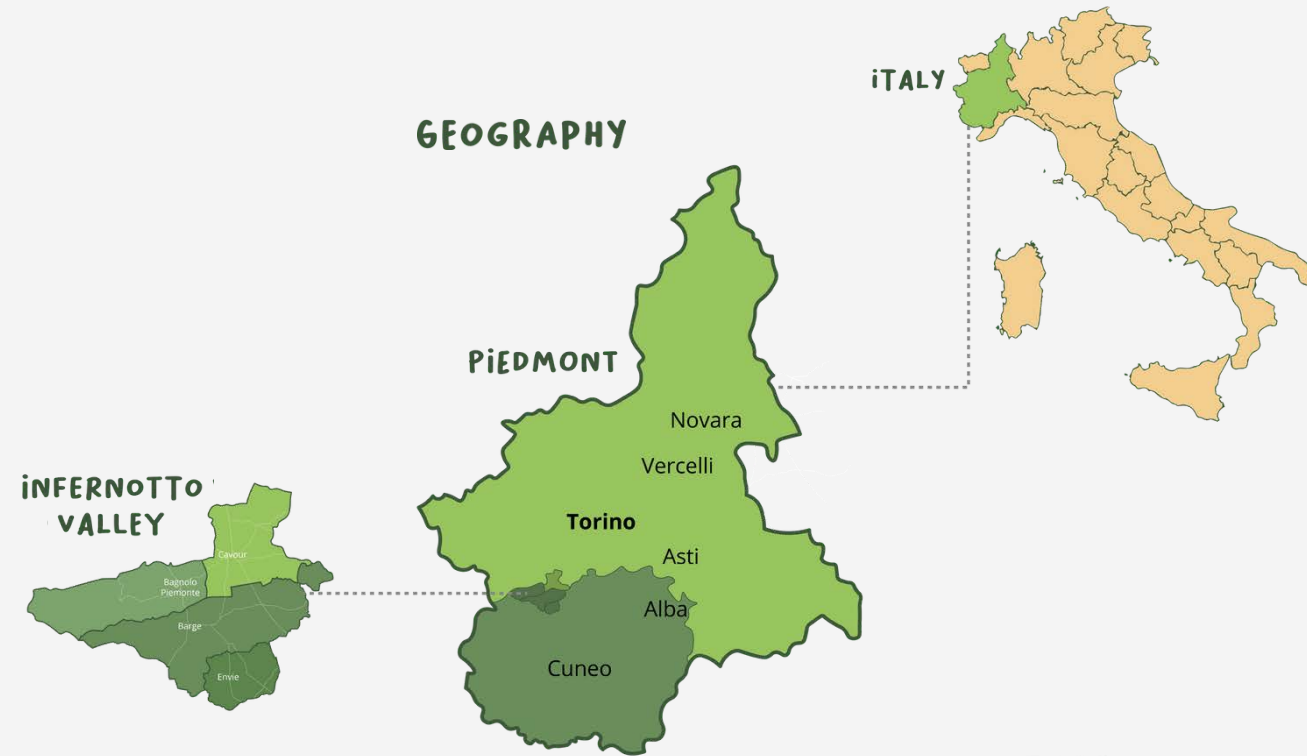 GEOGRAPHY
iTALY
PiEDMONT
Novara
Vercelli
Torino
Asti
Alba
Cuneo
iNFERNOTTO
VALLEY
Cavour
Bagnolo
Piemonte
Barge
Envie